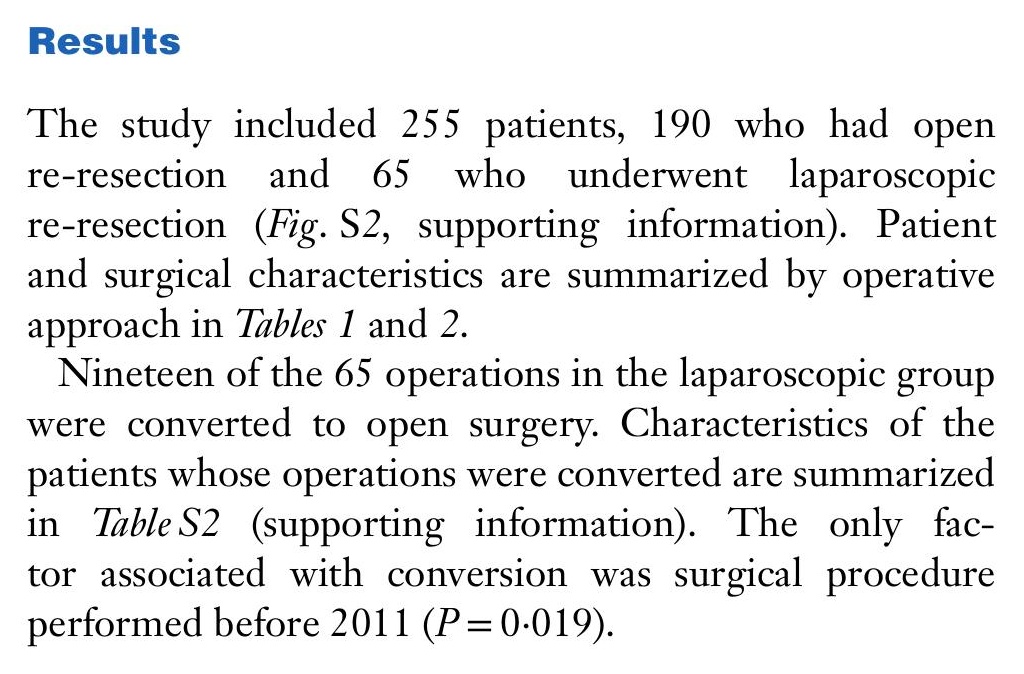 Results
The study included 255 patients, 190 who had open
re-resection and 65 who underwent laparoscopic
re-resection (Fig. S2, supporting information). Patient
and surgical characteristics are summarized by operative
approach in Tables 1 and 2.
Nineteen of the 65 operations in the laparoscopic group
were converted to open surgery. Characteristics of the
patients whose operations were converted are summarized
in Table S2 (supporting information). The only fac-
tor associated with conversion was surgical procedure
performed before 2011 (P = 0·019).